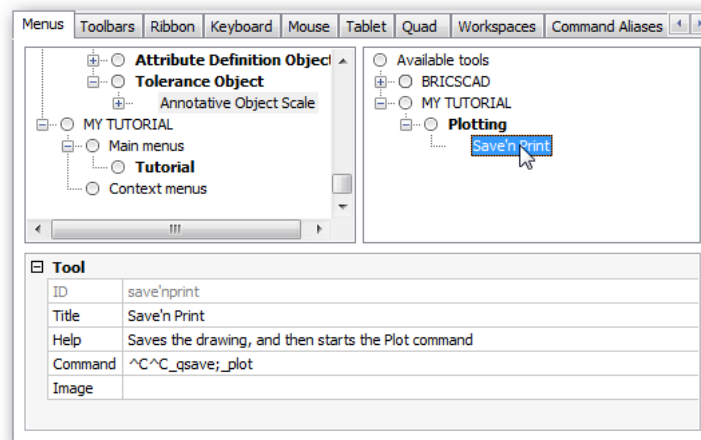 Menus Toolbars Ribbon Keyboard Mouse Tablet Quad Workspaces Command Aliases
Attribute Definition Object
Tolerance Object
Annotative Object Scale
MY TUTORIAL
Main menus
Tutorial
Context menus
Available tools
BRICSCAD
MY TUTORIAL
Plotting
Save'n Print
Tool
ID save'nprint
Title Save'n Print
Help Saves the drawing, and then starts the Plot command
Command ^C^C_qsave;_plot
Image